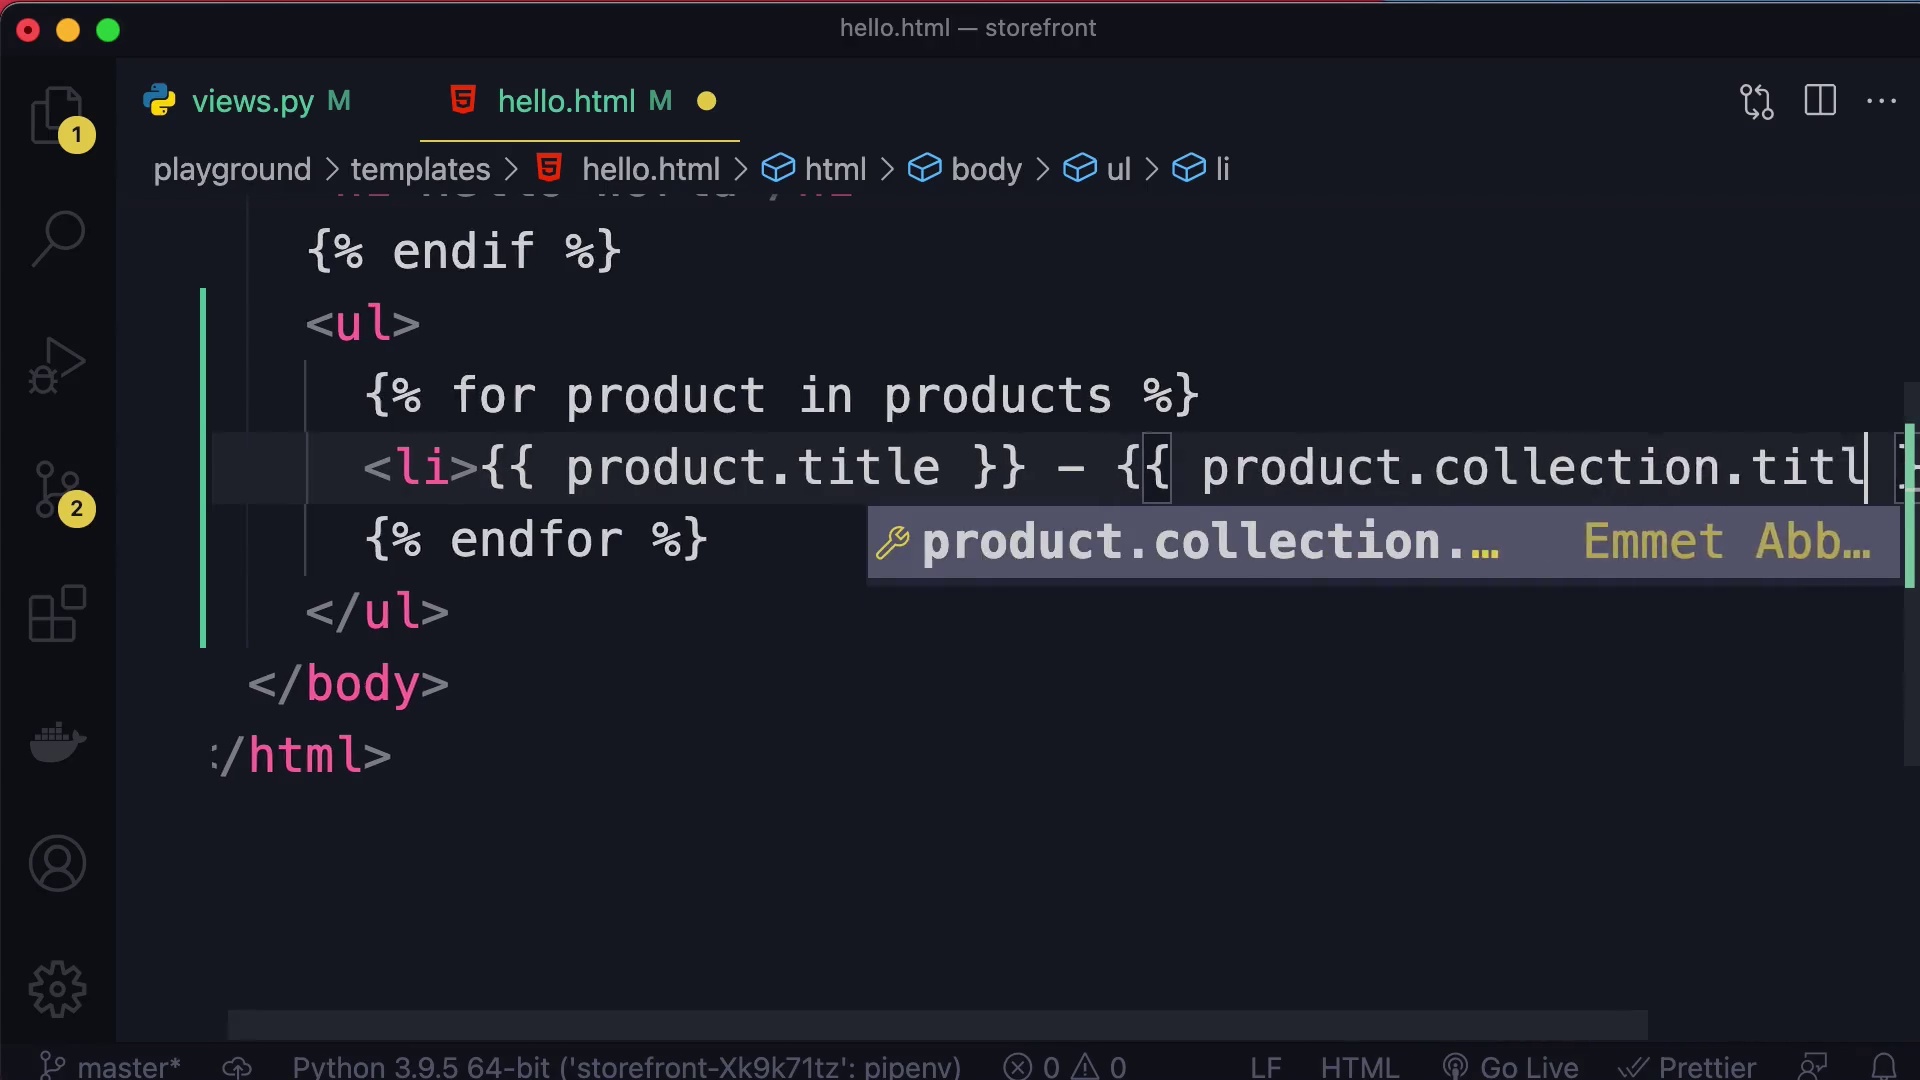 hello.html — storefront
views.py M hello.html M
1
playground > templates > hello.html > html > body > ul > li
{% endif %}
<ul>
{% for product in products %}
<li>{{ product.title }} - {{ product.collection.titl
product.collection.… Emmet Abb…
{% endfor %}
</ul>
</body>
/html>
2
master* Python 3.9.5 64-bit ('storefront-Xk9k71tz': pipenv) 0 0 LF HTML Go Live Prettier